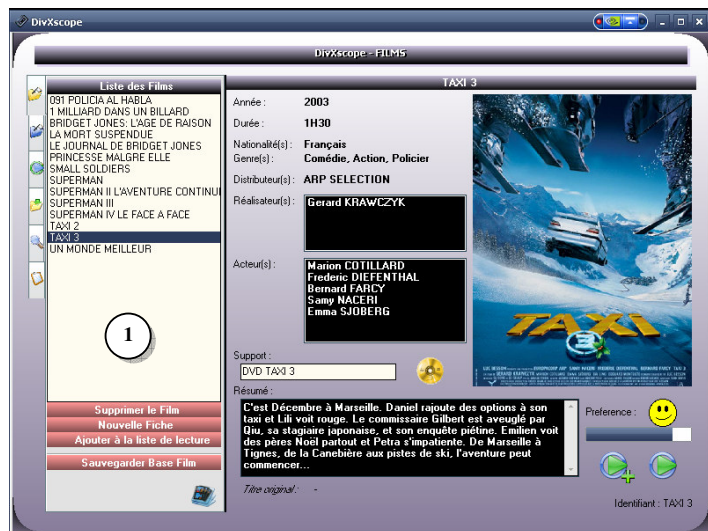 DivXscope
DivXscope - FILMS
Liste des Films
091 POLICIA AL HABLA
1 MILLIARD DANS UN BILLARD
BRIDGET JONES: L'AGE DE RAISON
LA MORT SUSPENDUE
LE JOURNAL DE BRIDGET JONES
PRINCESSE MALGRE ELLE
SMALL SOLDIERS
SUPERMAN
SUPERMAN II L'AVENTURE CONTINU
SUPERMAN III
SUPERMAN IV LE FACE A FACE
TAXI 2
TAXI 3
UN MONDE MEILLEUR
1
Supprimer le Film
Nouvelle Fiche
Ajouter à la liste de lecture
Sauvegarder Base Film
TAXI 3
Année : 2003
Durée : 1H30
Nationalité(s) : Français
Genre(s) : Comédie, Action, Policier
Distributeur(s) : ARP SELECTION
Réalisateur(s) : Gerard KRAWCZYK
Acteur(s) : Marion COTILLARD
Frederic DIEFENTHAL
Bernard FARCY
Samy NACERI
Emma SJOBERG
Support :
DVD TAXI 3
TAXI
3
Résumé :
C'est Décembre à Marseille. Daniel rajoute des options à son
taxi et Lili voit rouge. Le commissaire Gilbert est aveuglé par
Qiu, sa stagiaire japonaise, et son enquête piétine. Emilien voit
des pères Noël partout et Petra s'impatiente. De Marseille à
Tignes, de la Canebière aux pistes de ski, l'aventure peut
commencer...
Titre original : -
Preference :
Identifiant : TAXI 3